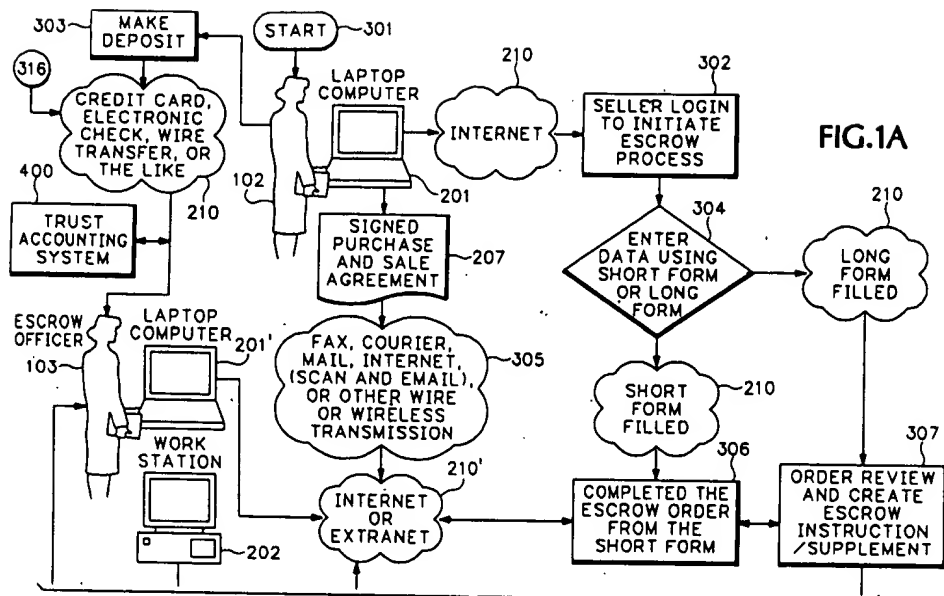 303
MAKE
DEPOSIT
START
301
316
CREDIT CARD,
ELECTRONIC
CHECK, WIRE
TRANSFER, OR
THE LIKE
210
400
TRUST
ACCOUNTING
SYSTEM
LAPTOP
COMPUTER
102
201
210
INTERNET
302
SELLER LOGIN
TO INITIATE
ESCROW
PROCESS
FIG.1A
SIGNED
PURCHASE
AND SALE
AGREEMENT
207
304
ENTER
DATA USING
SHORT FORM
OR LONG
FORM
210
LONG
FORM
FILLED
ESCROW OFFICER
103
LAPTOP
COMPUTER
201'
WORK
STATION
202
FAX, COURIER,
MAIL, INTERNET,
(SCAN AND EMAIL),
OR OTHER WIRE
OR WIRELESS
TRANSMISSION
305
210'
INTERNET
OR
EXTRANET
SHORT
FORM
FILLED
210
306
COMPLETED THE
ESCROW ORDER
FROM THE
SHORT FORM
307
ORDER REVIEW
AND CREATE
ESCROW
INSTRUCTION
/SUPPLEMENT